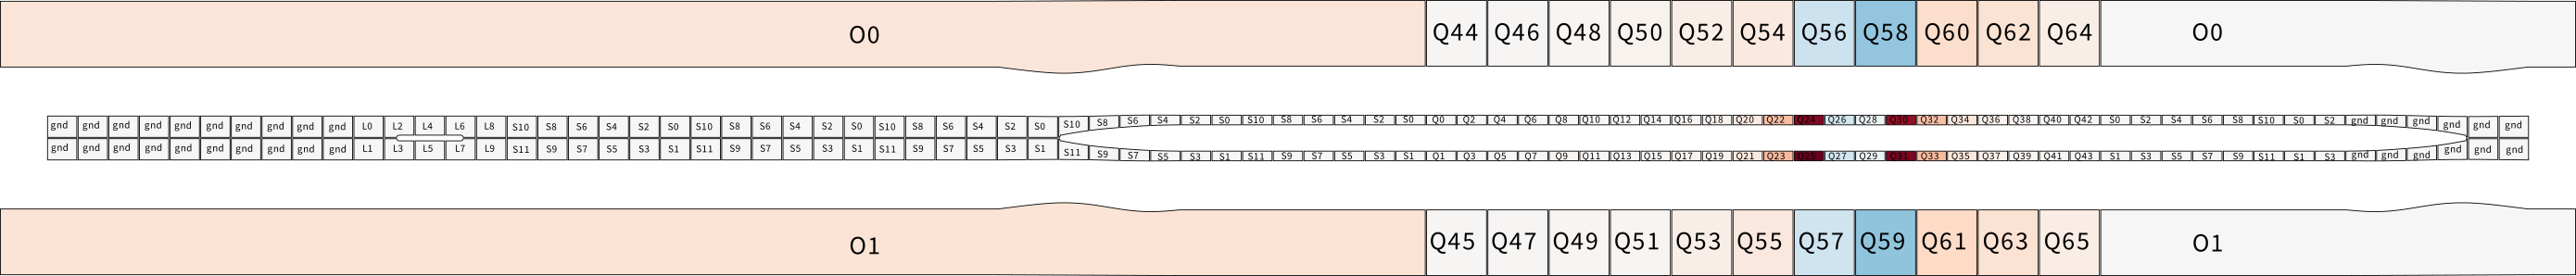 O0 Q44 Q46 Q48 Q50 Q52 Q54 Q56 Q58 Q60 Q62 Q64 O0
gnd gnd gnd gnd gnd gnd gnd gnd gnd gnd L0 L2 L4 L6 L8 S10 S8 S6 S4 S2 S0 S10 S8 S6 S4 S2 S0 S10 S8 S6 S4 S2 S0 S10 S8 S6 S4 S2 S0 S10 S8 S6 S4 S2 S0 Q0 Q2 Q4 Q6 Q8 Q10 Q12 Q14 Q16 Q18 Q20 Q22 Q24 Q26 Q28 Q30 Q32 Q34 Q36 Q38 Q40 Q42 S0 S2 S4 S6 S8 S10 S0 S2 gnd gnd gnd gnd gnd gnd
gnd gnd gnd gnd gnd gnd gnd gnd gnd gnd L1 L3 L5 L7 L9 S11 S9 S7 S5 S3 S1 S11 S9 S7 S5 S3 S1 S11 S9 S7 S5 S3 S1 S11 S9 S7 S5 S3 S1 S11 S9 S7 S5 S3 S1 Q1 Q3 Q5 Q7 Q9 Q11 Q13 Q15 Q17 Q19 Q21 Q23 Q25 Q27 Q29 Q31 Q33 Q35 Q37 Q39 Q41 Q43 S1 S3 S5 S7 S9 S11 S1 S3 gnd gnd gnd gnd gnd gnd
O1 Q45 Q47 Q49 Q51 Q53 Q55 Q57 Q59 Q61 Q63 Q65 O1